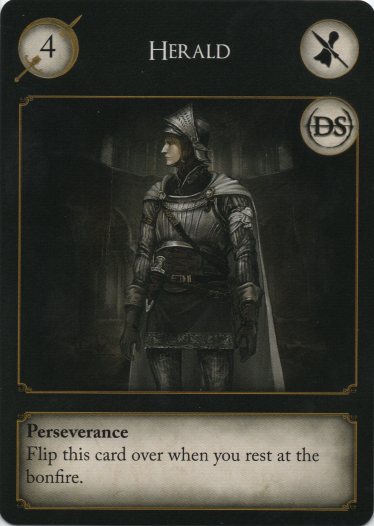 4
HERALD
DS
Perseverance
Flip this card over when you rest at the
bonfire.